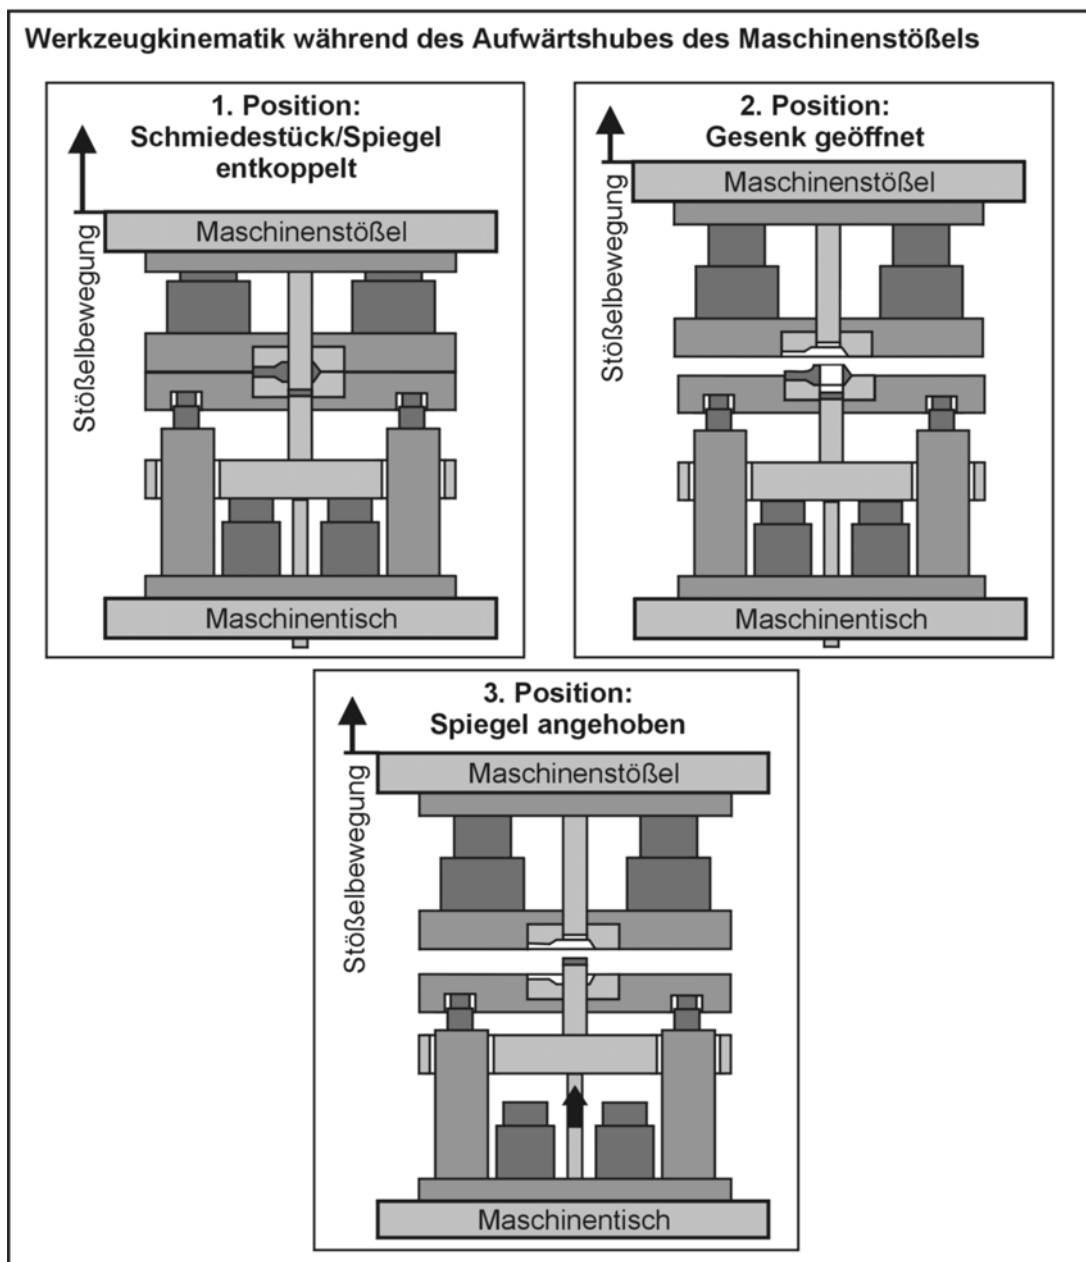 Werkzeugkinematik während des Aufwärtshubes des Maschinenstößels
1. Position:
Schmiedestück/Spiegel
entkoppelt
Stößelbewegung
Maschinenstößel
Maschinentisch
2. Position:
Gesenk geöffnet
Stößelbewegung
Maschinenstößel
Maschinentisch
3. Position:
Spiegel angehoben
Stößelbewegung
Maschinenstößel
Maschinentisch